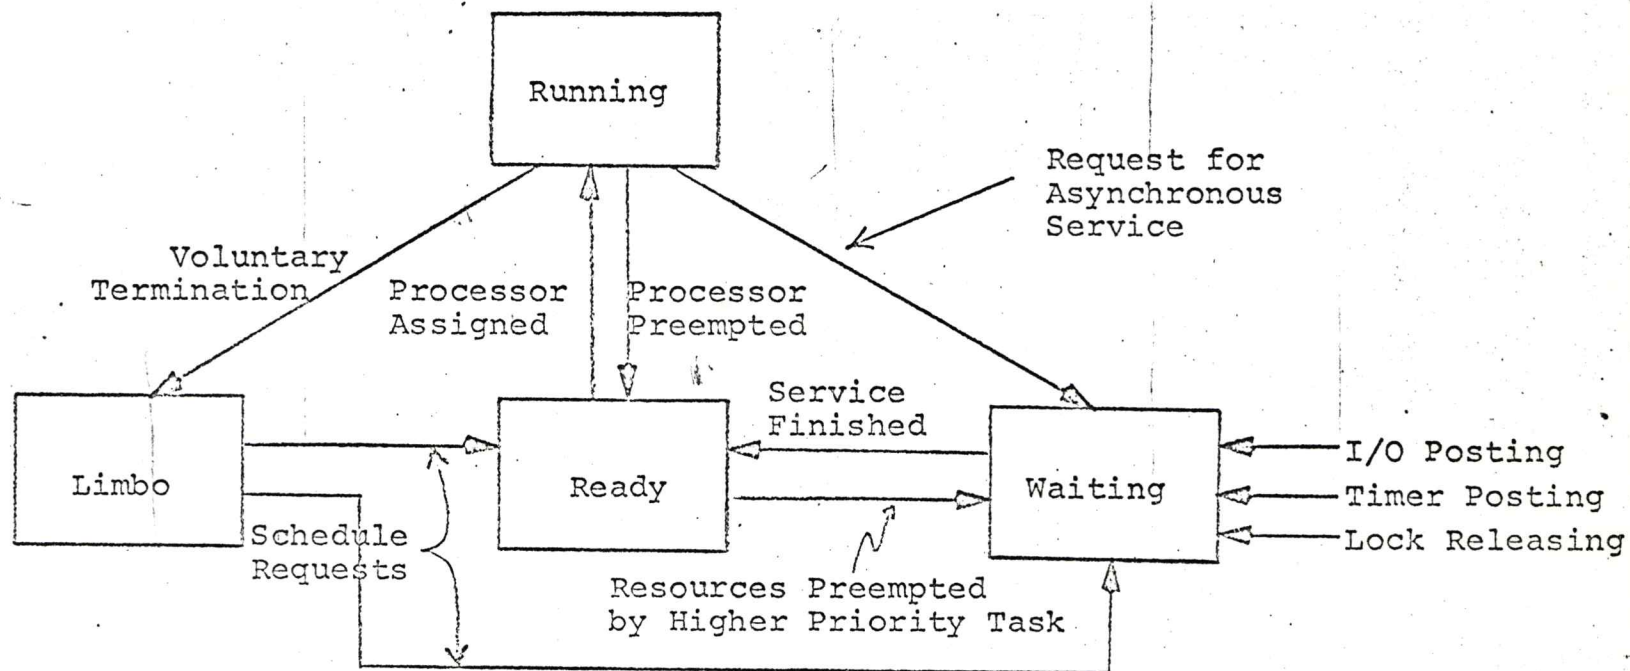 Running
Request for
Asynchronous
Service
Voluntary
Termination
Processor
Assigned
Processor
Preempted
Service
Finished
Limbo
Ready
Waiting
I/O Posting
Timer Posting
Lock Releasing
Schedule
Requests
Resources Preempted
by Higher Priority Task